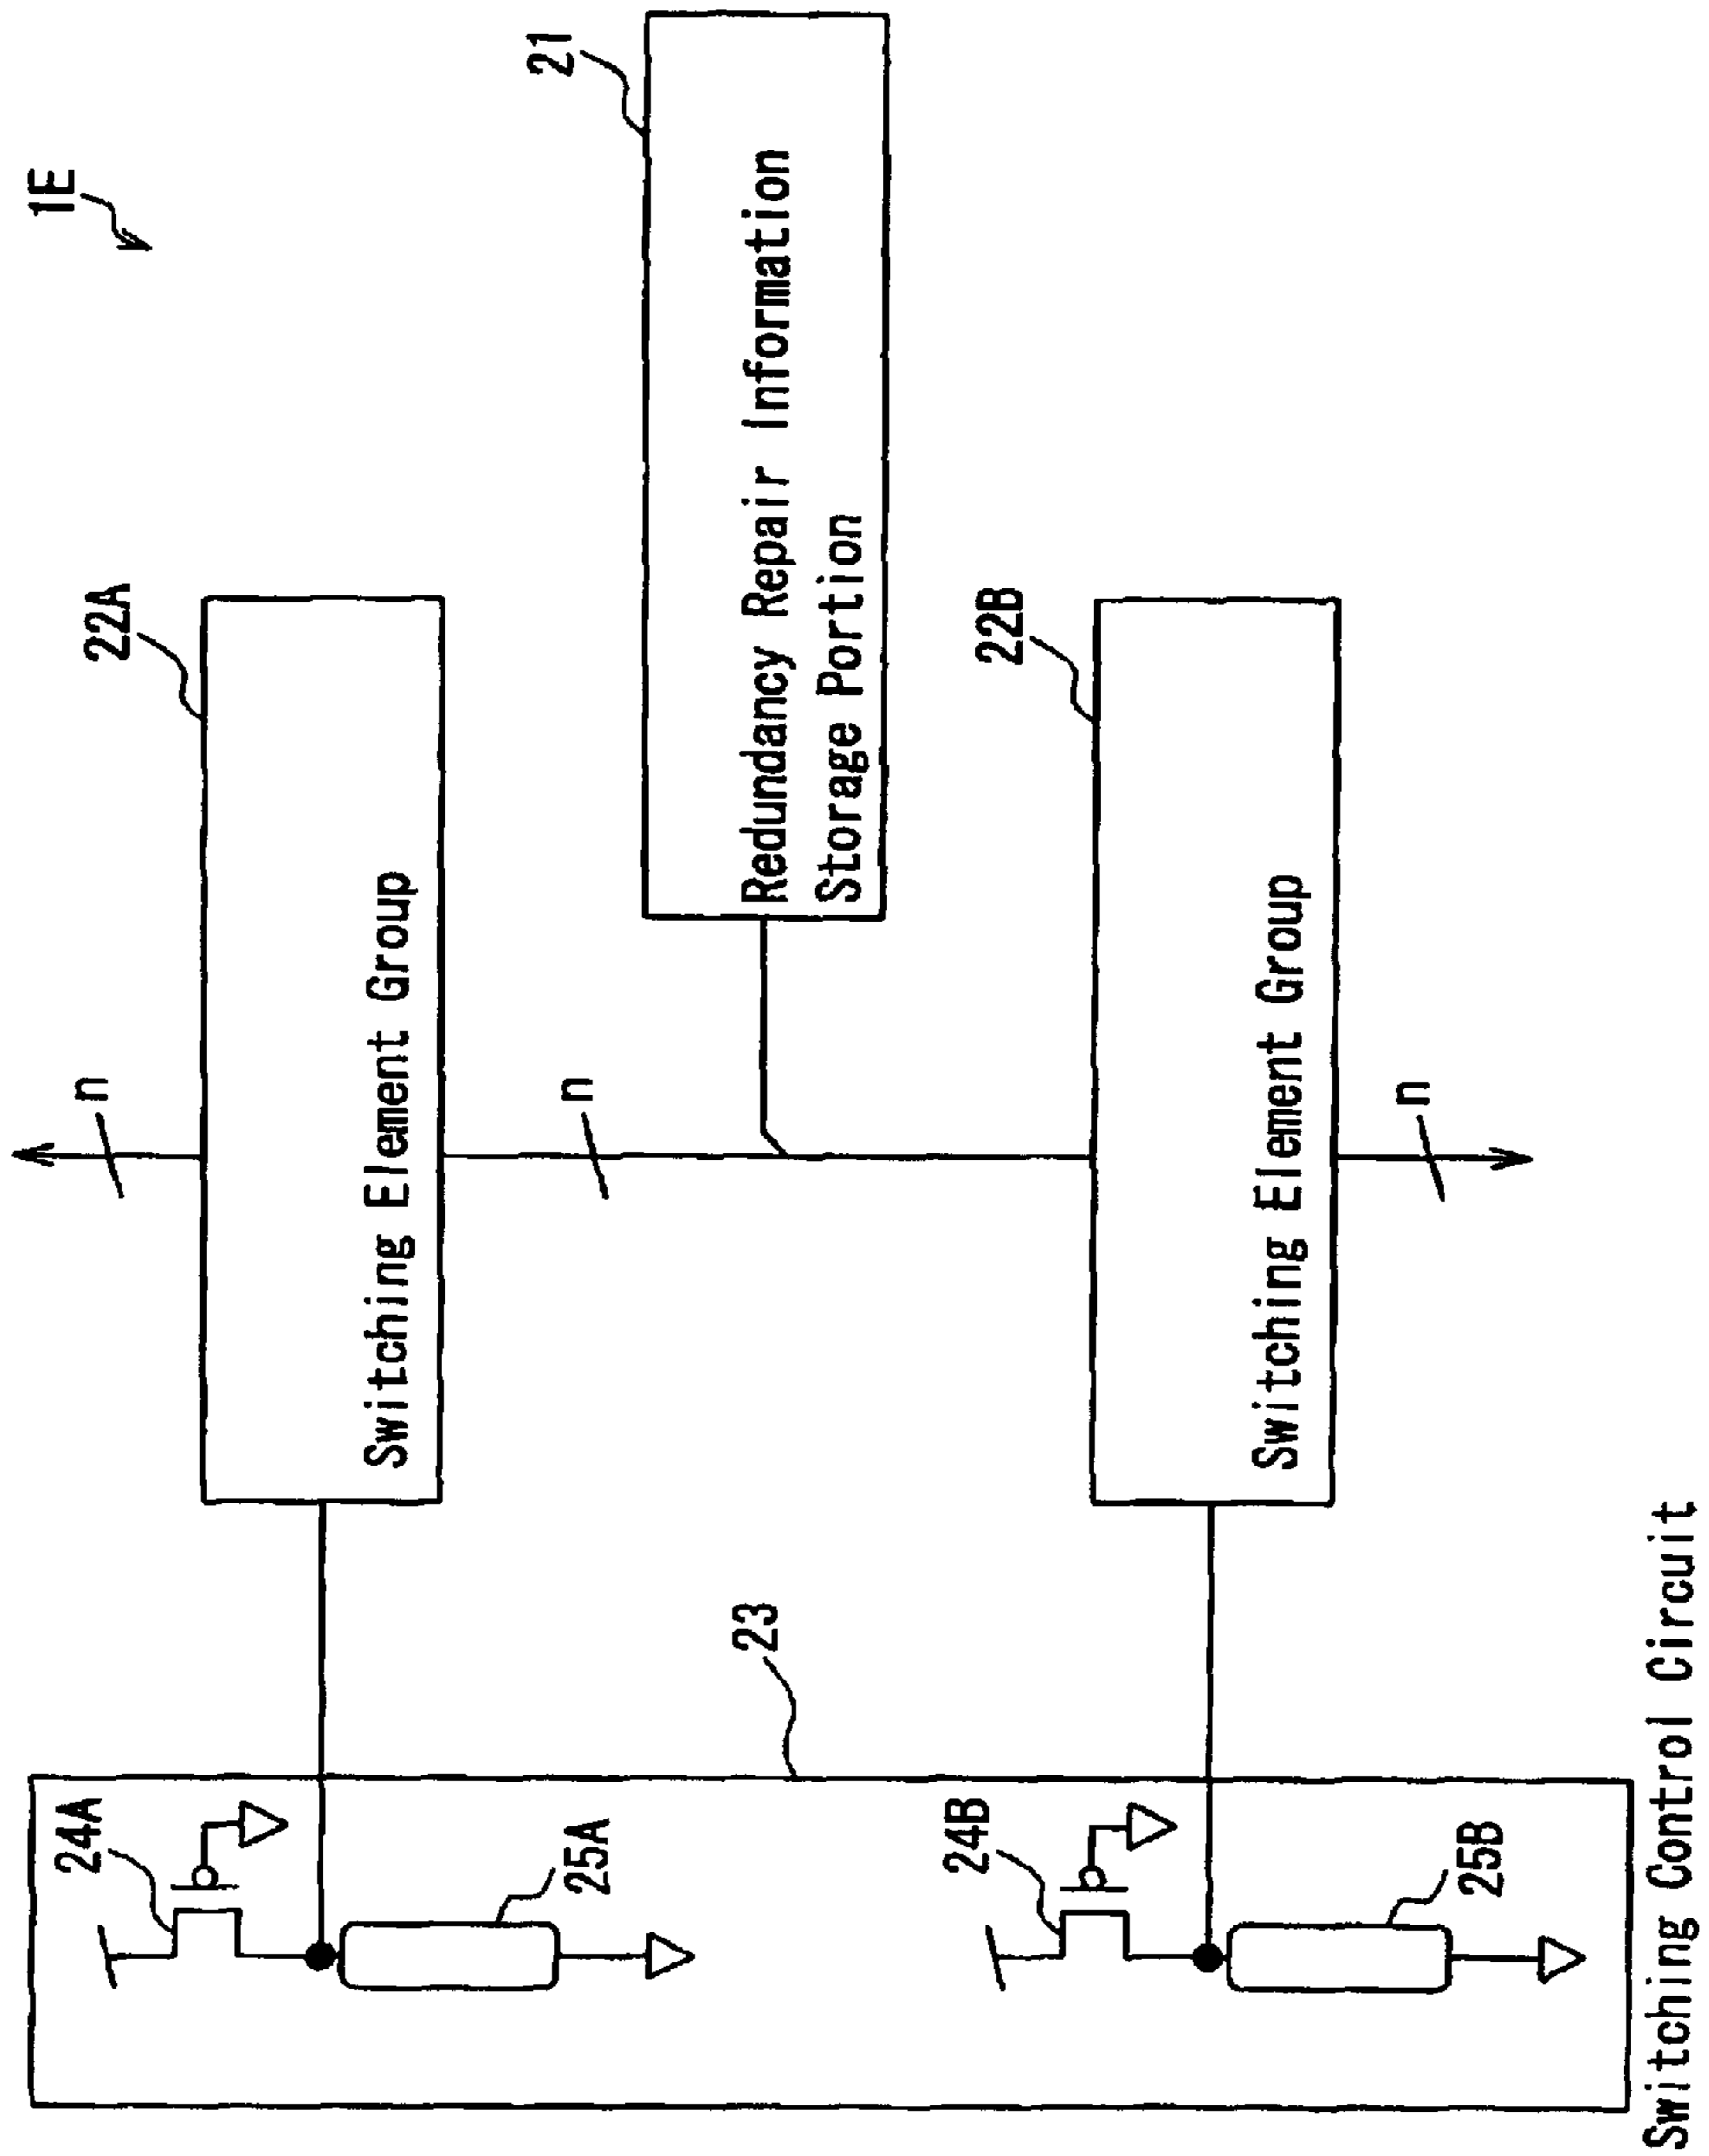 1E
21
Redundancy Repair Information
Storage Portion
22A
Switching Element Group
n
n
22B
Switching Element Group
n
23
24A
25A
24B
25B
Switching Control Circuit